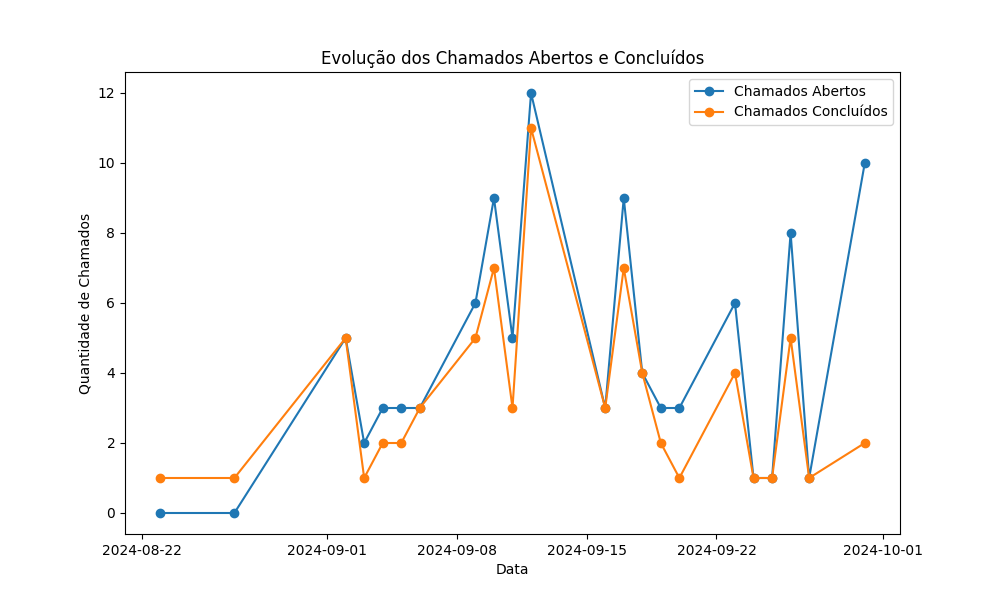 Evolução dos Chamados Abertos e Concluídos
Chamados Abertos
Chamados Concluídos
Quantidade de Chamados
12
10
8
6
4
2
0
2024-08-22
2024-09-01
2024-09-08
2024-09-15
2024-09-22
2024-10-01
Data